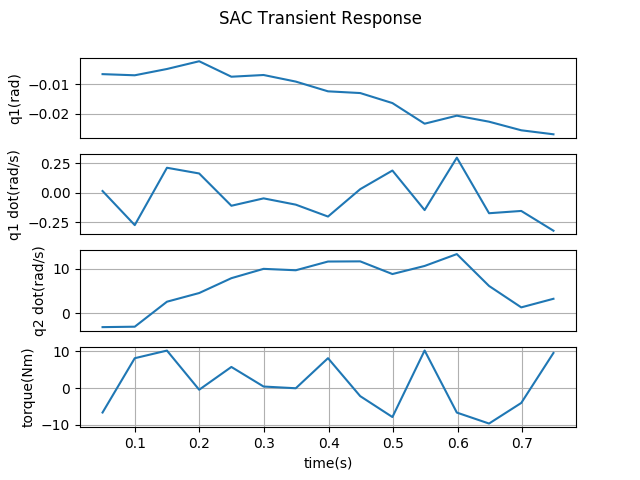 SAC Transient Response
q1(rad)
−0.01
−0.02
q1 dot(rad/s)
0.25
0.00
−0.25
q2 dot(rad/s)
10
0
torque(Nm)
10
0
−10
0.1 0.2 0.3 0.4 0.5 0.6 0.7
time(s)